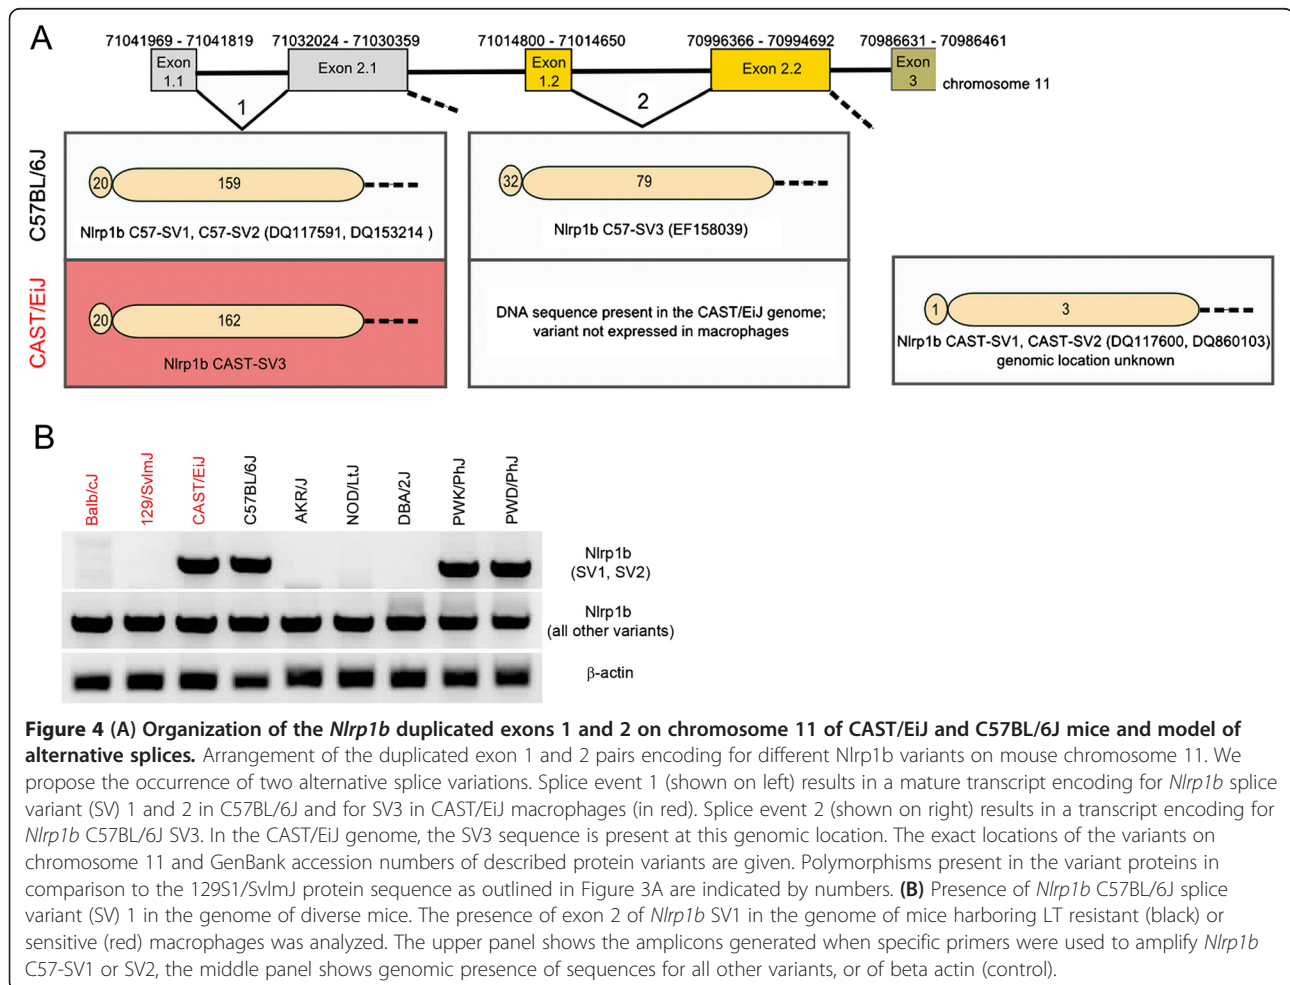 A
71041969 - 71041819
71032024 - 71030359
71014800 - 71014650
70996366 - 70994692
70986631 - 70986461
Exon
1.1
Exon 2.1
Exon
1.2
Exon 2.2
Exon
3
chromosome 11
1
2
C57BL/6J
20
159
Nlrp1b C57-SV1, C57-SV2 (DQ117591, DQ153214 )
32
79
Nlrp1b C57-SV3 (EF158039)
CAST/EiJ
20
162
Nlrp1b CAST-SV3
DNA sequence present in the CAST/EiJ genome;
variant not expressed in macrophages
1
3
Nlrp1b CAST-SV1, CAST-SV2 (DQ117600, DQ860103)
genomic location unknown
B
Balb/cJ
129/SvlmJ
CAST/EiJ
C57BL/6J
AKR/J
NOD/LtJ
DBA/2J
PWK/PhJ
PWD/PhJ
Nlrp1b
(SV1, SV2)
Nlrp1b
(all other variants)
β-actin
Figure 4 (A) Organization of the Nlrp1b duplicated exons 1 and 2 on chromosome 11 of CAST/EiJ and C57BL/6J mice and model of
alternative splices. Arrangement of the duplicated exon 1 and 2 pairs encoding for different Nlrp1b variants on mouse chromosome 11. We
propose the occurrence of two alternative splice variations. Splice event 1 (shown on left) results in a mature transcript encoding for Nlrp1b splice
variant (SV) 1 and 2 in C57BL/6J and for SV3 in CAST/EiJ macrophages (in red). Splice event 2 (shown on right) results in a transcript encoding for
Nlrp1b C57BL/6J SV3. In the CAST/EiJ genome, the SV3 sequence is present at this genomic location. The exact locations of the variants on
chromosome 11 and GenBank accession numbers of described protein variants are given. Polymorphisms present in the variant proteins in
comparison to the 129S1/SvlmJ protein sequence as outlined in Figure 3A are indicated by numbers. (B) Presence of Nlrp1b C57BL/6J splice
variant (SV) 1 in the genome of diverse mice. The presence of exon 2 of Nlrp1b SV1 in the genome of mice harboring LT resistant (black) or
sensitive (red) macrophages was analyzed. The upper panel shows the amplicons generated when specific primers were used to amplify Nlrp1b
C57-SV1 or SV2, the middle panel shows genomic presence of sequences for all other variants, or of beta actin (control).